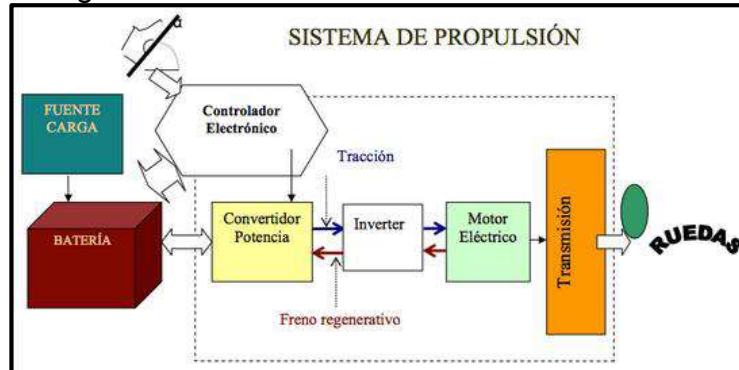 SISTEMA DE PROPULSIÓN
α
FUENTE
CARGA
Controlador
Electrónico
Tracción
BATERÍA
Convertidor
Potencia
Inverter
Motor
Eléctrico
Transmisión
RUEDAS
Freno regenerativo